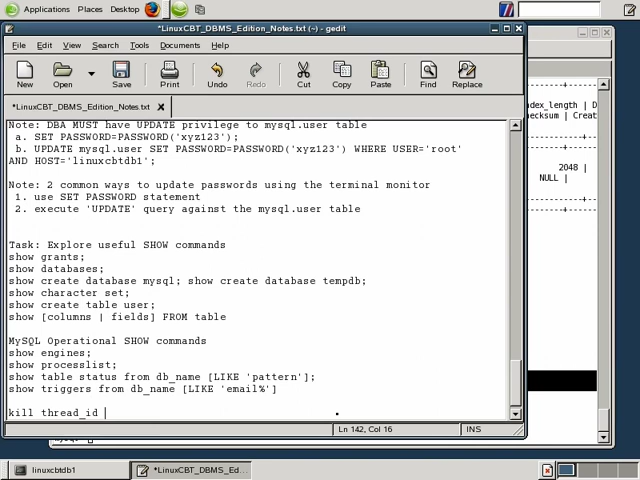 Applications Places Desktop
*LinuxCBT_DBMS_Edition_Notes.txt (~) - gedit
File Edit View Search Tools Documents Help
New Open Save Print Undo Redo Cut Copy Paste Find Replace
*LinuxCBT_DBMS_Edition_Notes.txt
Note: DBA MUST have UPDATE privilege to mysql.user table
a. SET PASSWORD=PASSWORD('xyz123');
b. UPDATE mysql.user SET PASSWORD=PASSWORD('xyz123') WHERE USER='root'
AND HOST='linuxcbtdb1';
Note: 2 common ways to update passwords using the terminal monitor
1. use SET PASSWORD statement
2. execute 'UPDATE' query against the mysql.user table
Task: Explore useful SHOW commands
show grants;
show databases;
show create database mysql; show create database tempdb;
show character set;
show create table user;
show [columns | fields] FROM table
MySQL Operational SHOW commands
show engines;
show processlist;
show table status from db_name [LIKE 'pattern'];
show triggers from db_name [LIKE 'email%']
kill thread_id
Ln 142, Col 16 INS
ndex_length | D
hecksum | Creat
2048 |
NULL |
linuxcbtdb1
*LinuxCBT_DBMS_Ed...